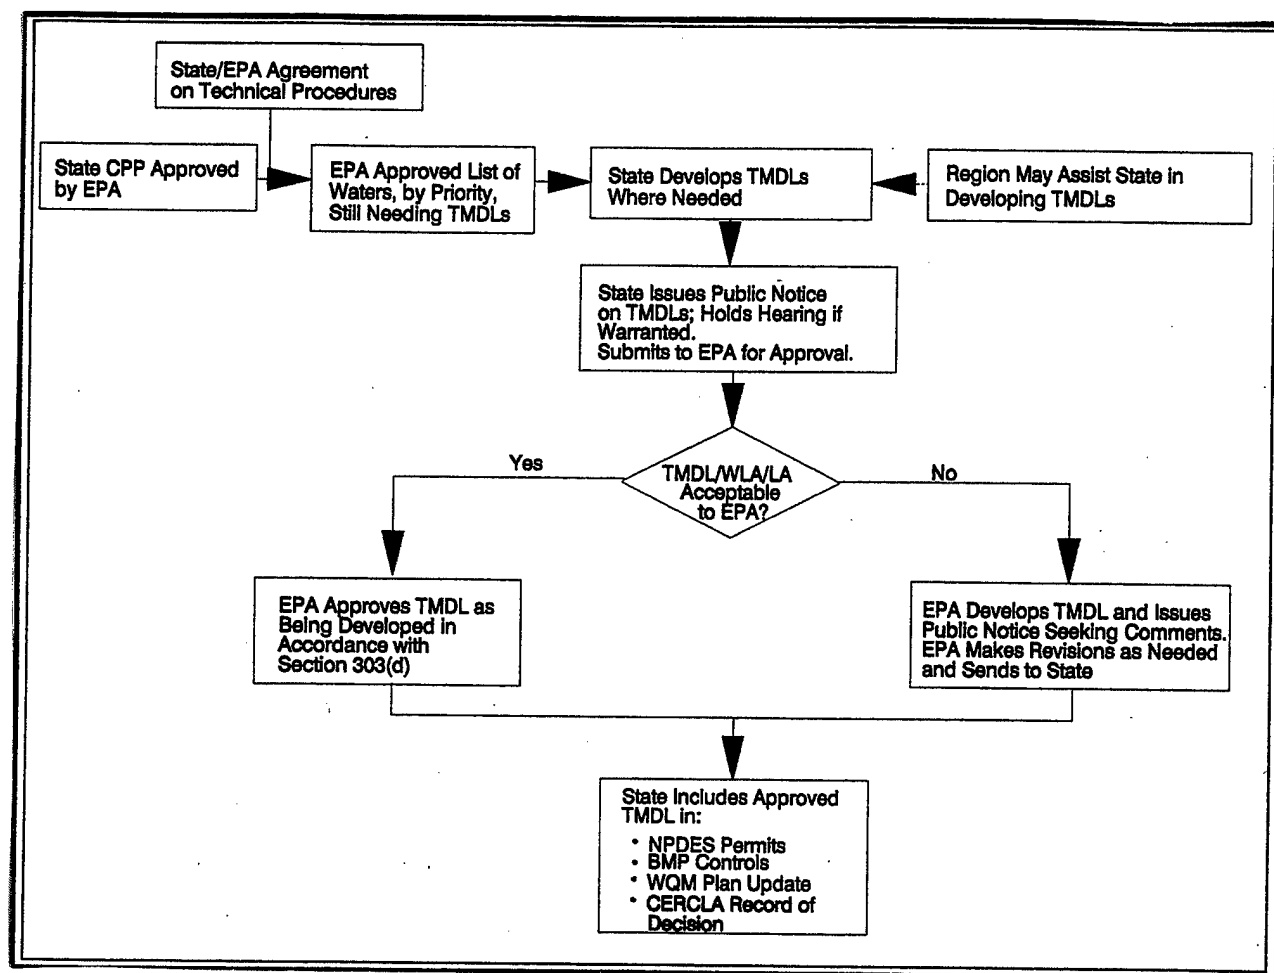 State/EPA Agreement
on Technical Procedures
State CPP Approved
by EPA
EPA Approved List of
Waters, by Priority,
Still Needing TMDLs
State Develops TMDLs
Where Needed
Region May Assist State in
Developing TMDLs
State Issues Public Notice
on TMDLs; Holds Hearing if
Warranted.
Submits to EPA for Approval.
Yes
TMDL/WLA/LA
Acceptable
to EPA?
No
EPA Approves TMDL as
Being Developed in
Accordance with
Section 303(d)
EPA Develops TMDL and Issues
Public Notice Seeking Comments.
EPA Makes Revisions as Needed
and Sends to State
State Includes Approved
TMDL in:
• NPDES Permits
• BMP Controls
• WQM Plan Update
• CERCLA Record of
Decision